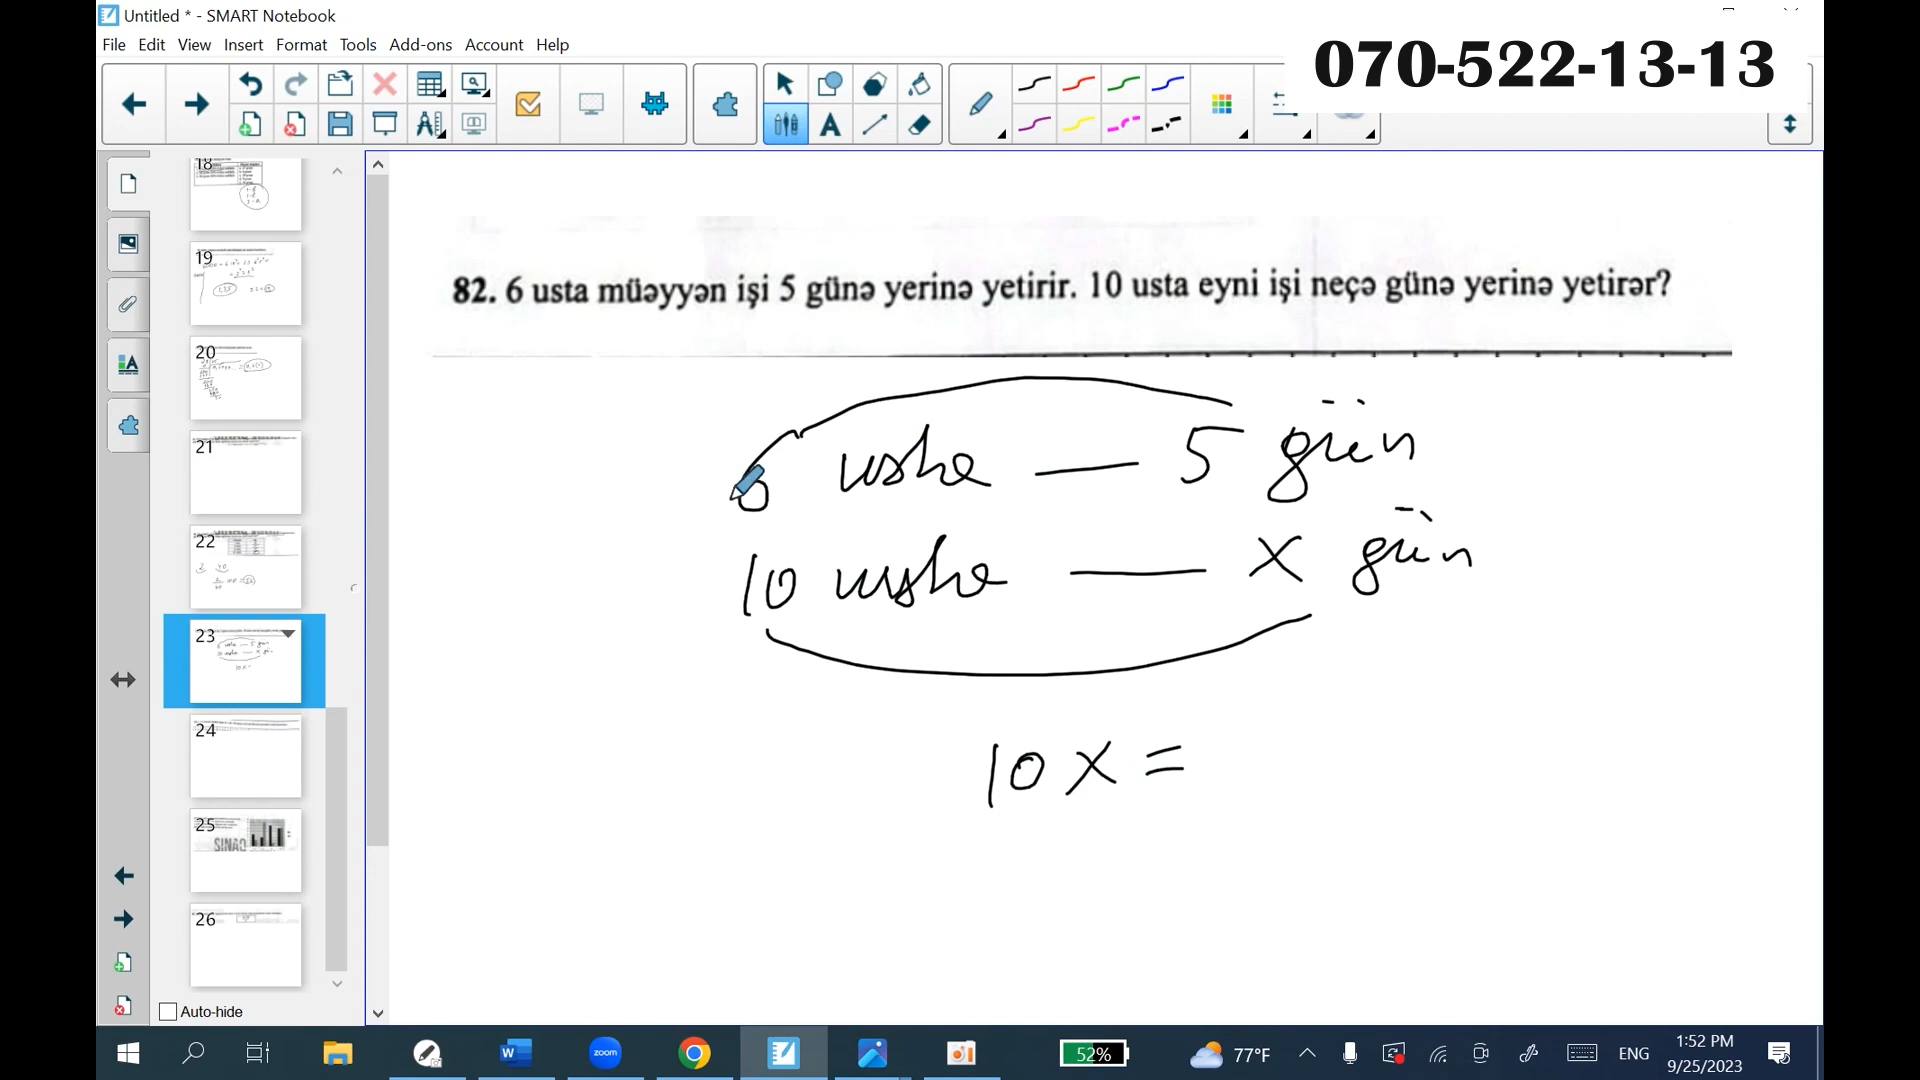 Untitled * - SMART Notebook
File Edit View Insert Format Tools Add-ons Account Help
070-522-13-13
18
19
20
21
22
23
24
25
SINAQ
26
Auto-hide
82. 6 usta müəyyən işi 5 günə yerinə yetirir. 10 usta eyni işi neçə günə yerinə yetirər?
6 usta — 5 gün
10 usta — x gün
10x =
W
zoom
52%
77°F
ENG
1:52 PM
9/25/2023